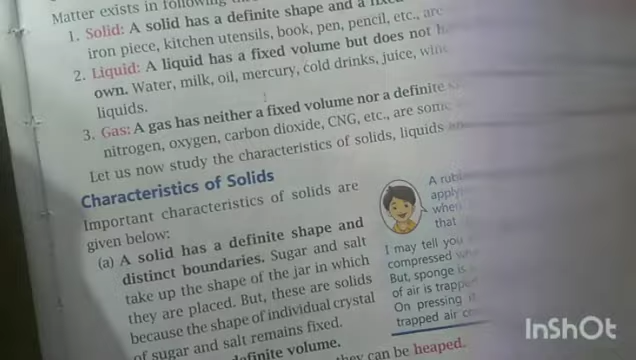 Matter exists in following
1. Solid: A solid has a definite shape and a
iron piece, kitchen utensils, book, pen, pencil, etc., are
2. Liquid: A liquid has a fixed volume but does not
own. Water, milk, oil, mercury, cold drinks, juice,
liquids.
3. Gas: A gas has neither a fixed volume nor a definite
nitrogen, oxygen, carbon dioxide, CNG, etc., are some
Let us now study the characteristics of solids, liquids
Characteristics of Solids
Important characteristics of solids are
given below:
(a) A solid has a definite shape and
distinct boundaries. Sugar and salt
take up the shape of the jar in which
they are placed. But, these are solids
because the shape of individual crystal
of sugar and salt remains fixed.
definite volume.
they can be heaped.
A
apply
when
that
I may tell you
compressed
But, sponge is
of air is trapped
On pressing
trapped air
InShOt